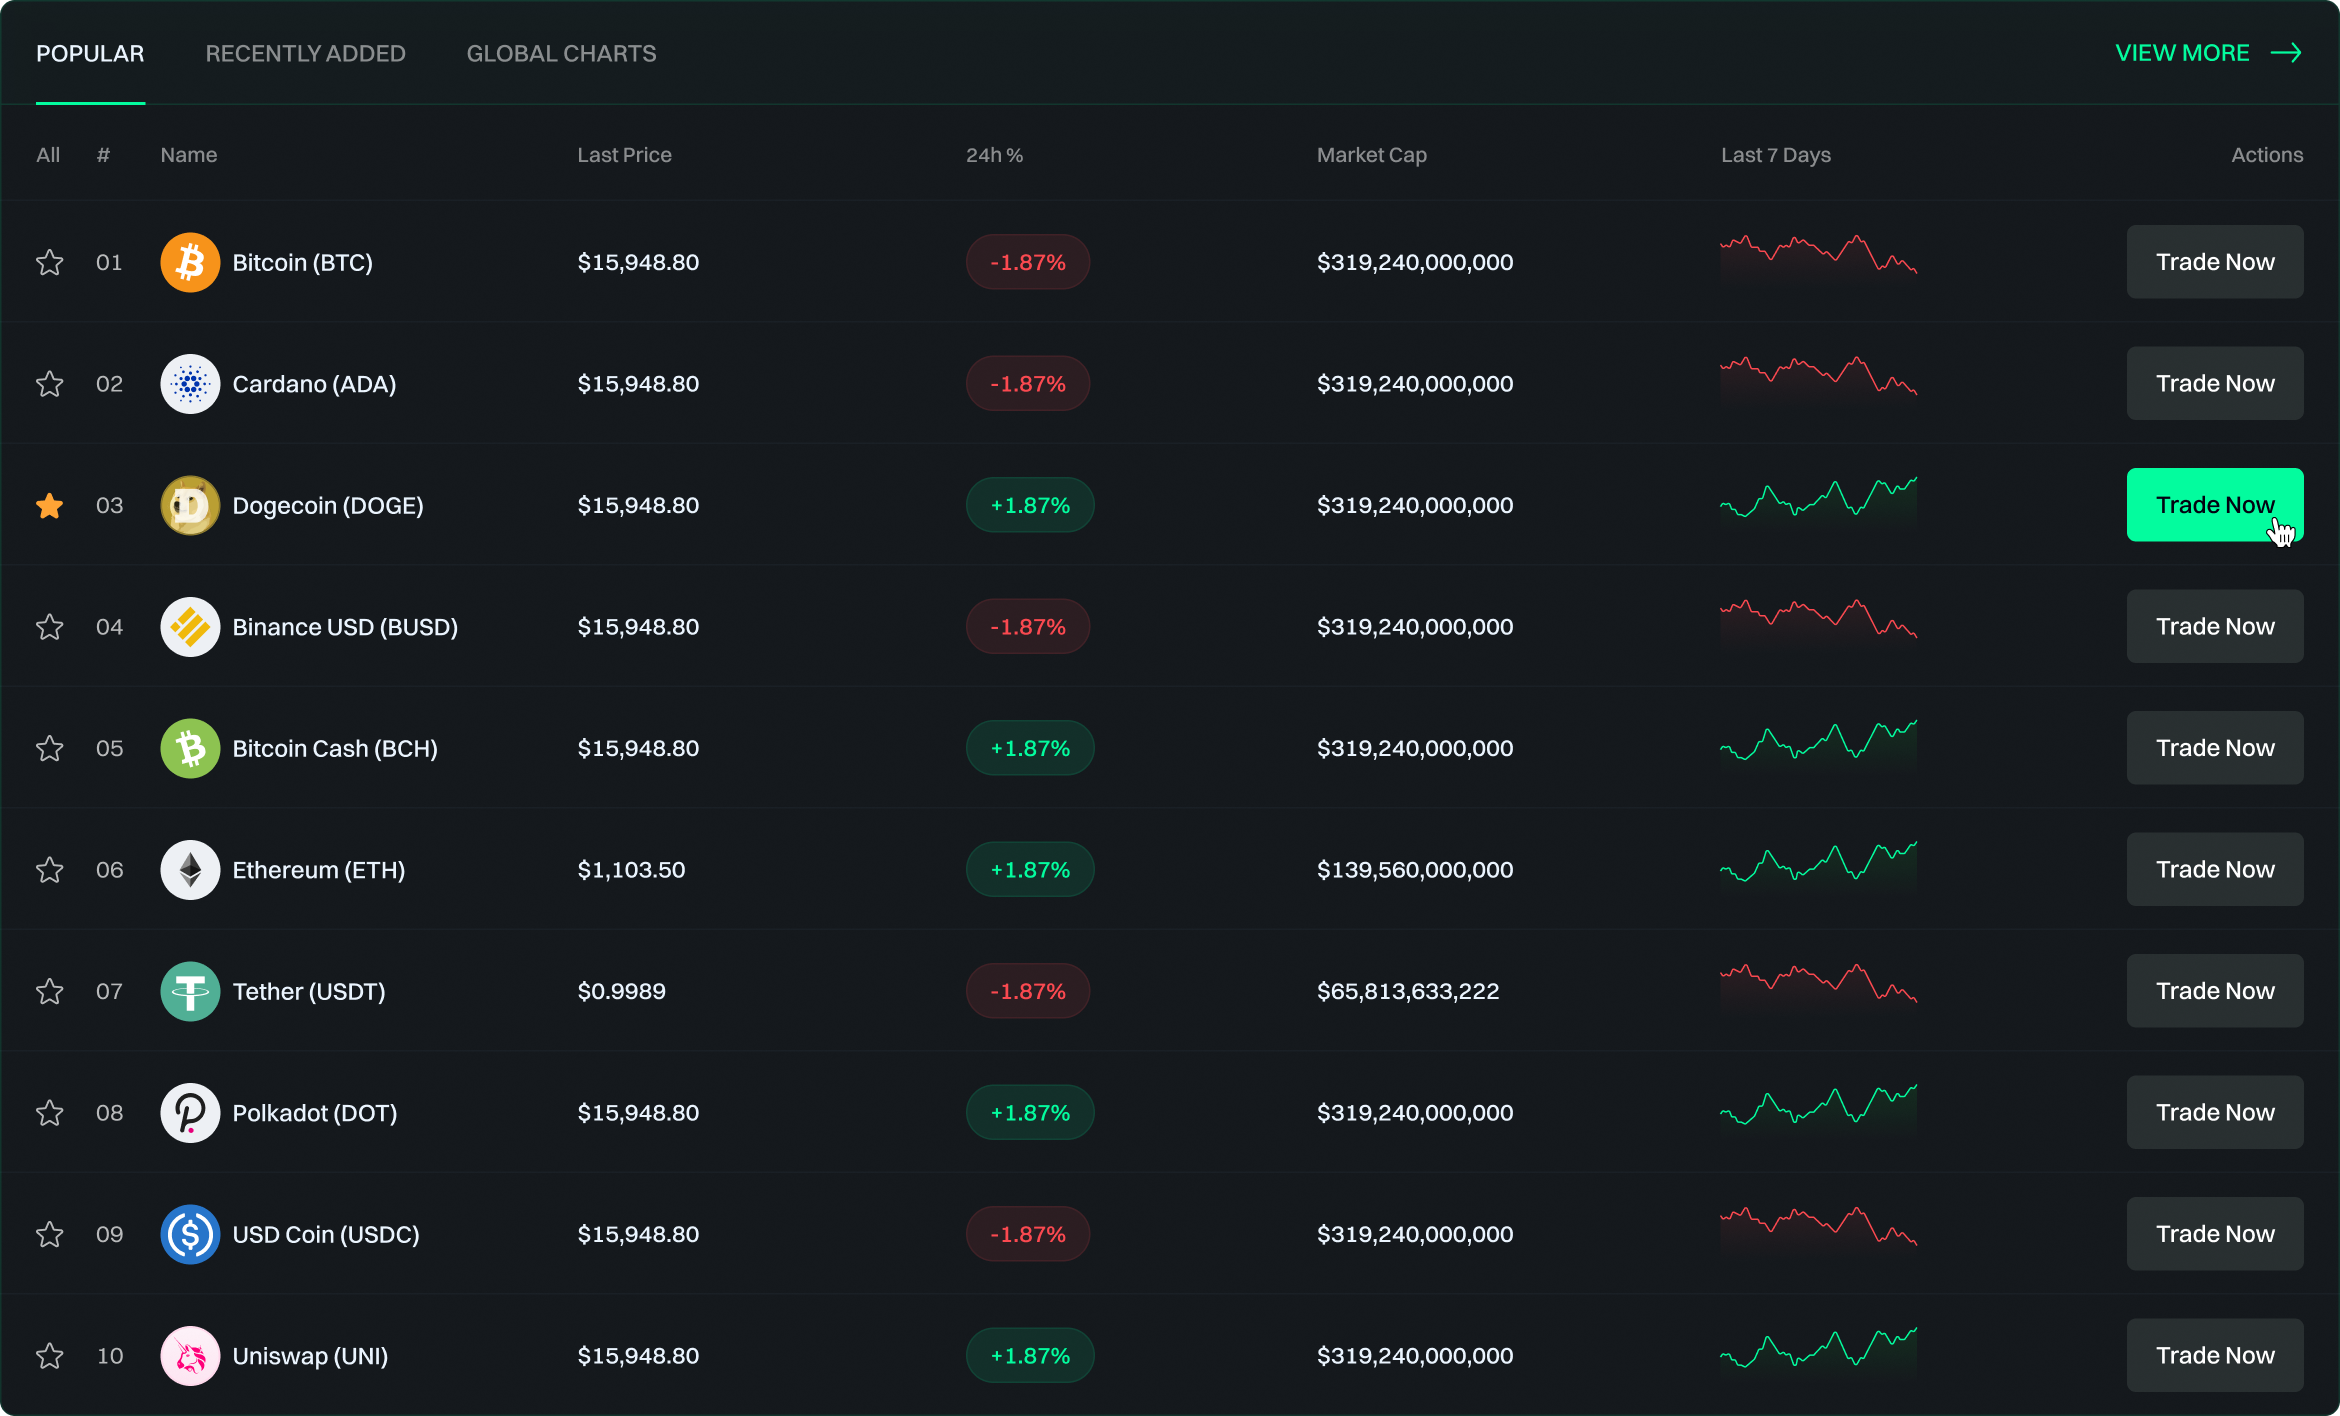 POPULAR RECENTLY ADDED GLOBAL CHARTS VIEW MORE
All # Name Last Price 24h % Market Cap Last 7 Days Actions
01 Bitcoin (BTC) $15,948.80 -1.87% $319,240,000,000 Trade Now
02 Cardano (ADA) $15,948.80 -1.87% $319,240,000,000 Trade Now
03 Dogecoin (DOGE) $15,948.80 +1.87% $319,240,000,000 Trade Now
04 Binance USD (BUSD) $15,948.80 -1.87% $319,240,000,000 Trade Now
05 Bitcoin Cash (BCH) $15,948.80 +1.87% $319,240,000,000 Trade Now
06 Ethereum (ETH) $1,103.50 +1.87% $139,560,000,000 Trade Now
07 Tether (USDT) $0.9989 -1.87% $65,813,633,222 Trade Now
08 Polkadot (DOT) $15,948.80 +1.87% $319,240,000,000 Trade Now
09 USD Coin (USDC) $15,948.80 -1.87% $319,240,000,000 Trade Now
10 Uniswap (UNI) $15,948.80 +1.87% $319,240,000,000 Trade Now